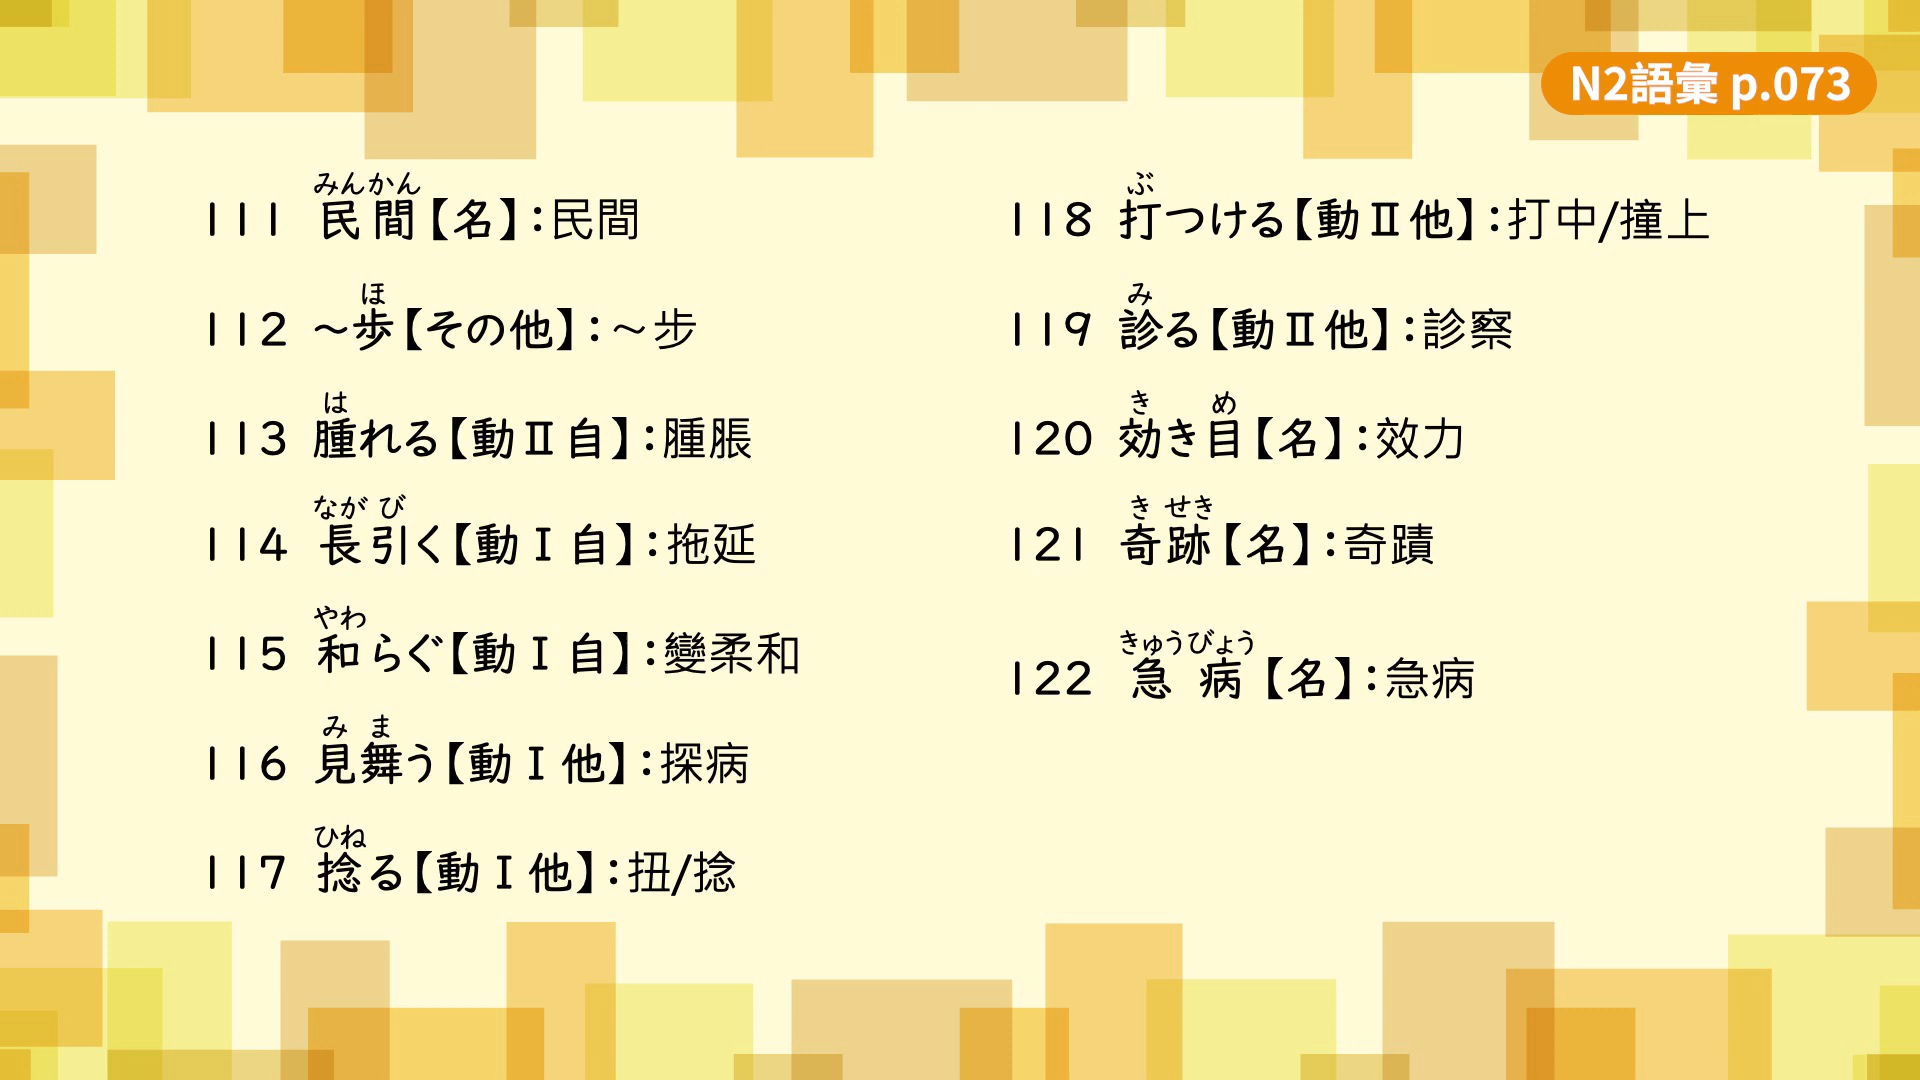 N2語彙 p.073
みんかん
111 民間【名】：民間
ほ
112 ～歩【その他】：～步
は
113 腫れる【動Ⅱ自】：腫脹
なが び
114 長引く【動Ⅰ自】：拖延
やわ
115 和らぐ【動Ⅰ自】：變柔和
み ま
116 見舞う【動Ⅰ他】：探病
ひね
117 捻る【動Ⅰ他】：扭/捻
ぶ
118 打つける【動Ⅱ他】：打中/撞上
み
119 診る【動Ⅱ他】：診察
き め
120 効き目【名】：效力
き せき
121 奇跡【名】：奇蹟
きゅうびょう
122 急病【名】：急病